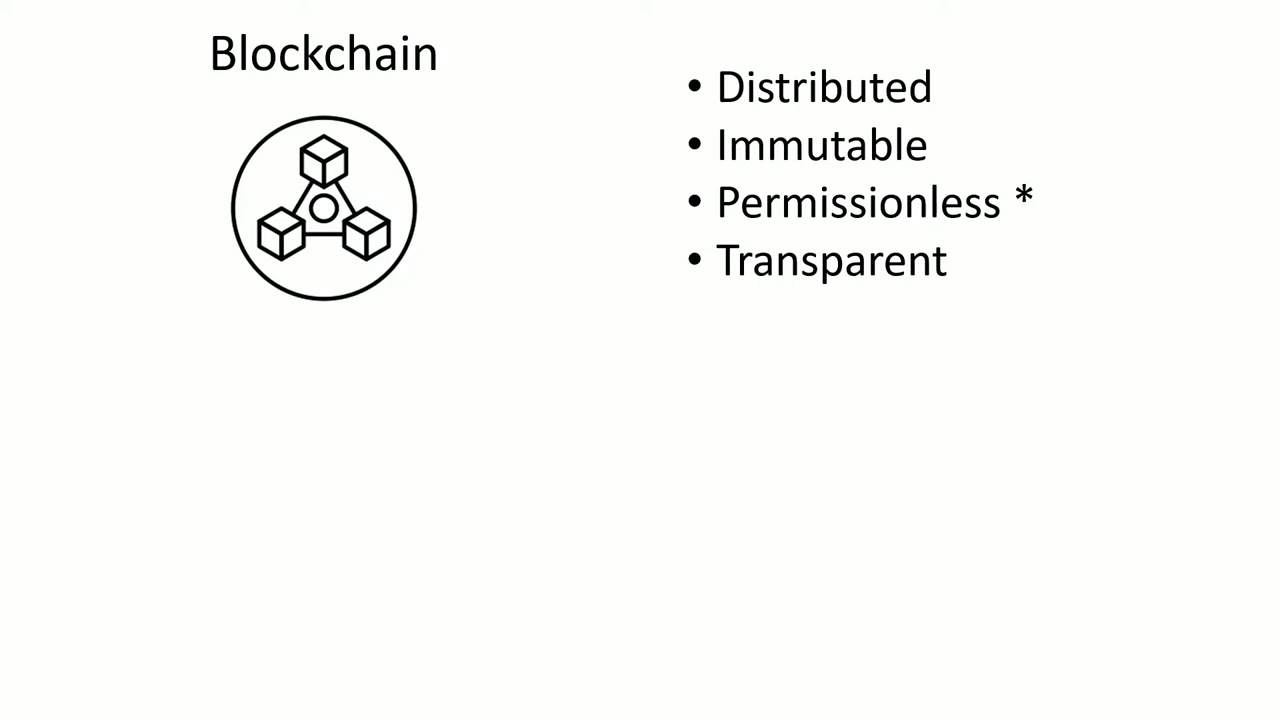 Blockchain
• Distributed
• Immutable
• Permissionless *
• Transparent